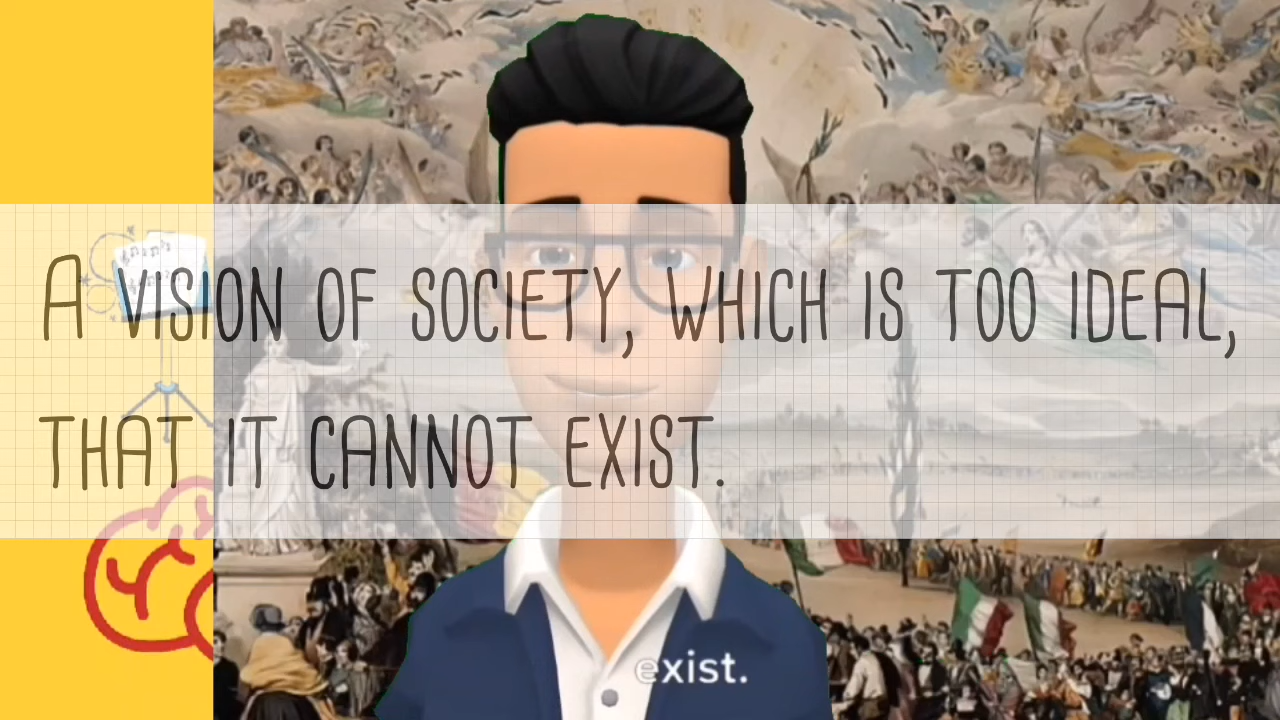 A VISION OF SOCIETY, WHICH IS TOO IDEAL,
THAT IT CANNOT EXIST.
exist.